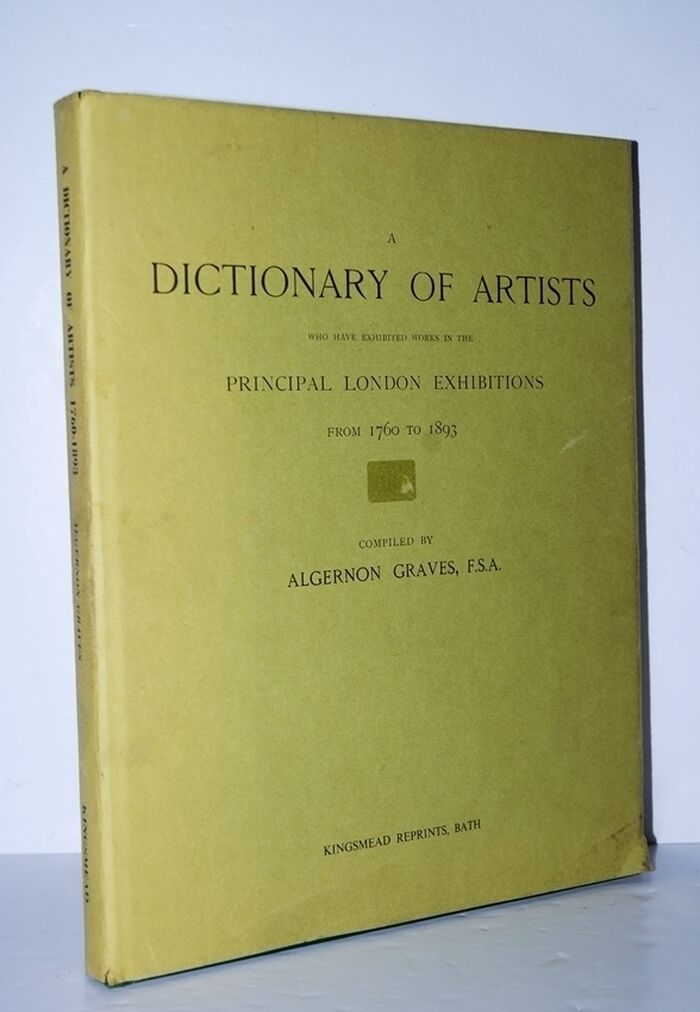 A
DICTIONARY OF ARTISTS
WHO HAVE EXHIBITED WORKS IN THE
PRINCIPAL LONDON EXHIBITIONS
FROM 1760 TO 1893
COMPILED BY
ALGERNON GRAVES, F.S.A.
KINGSMEAD REPRINTS, BATH
A DICTIONARY OF ARTISTS 1760-1893 ALGERNON GRAVES KINGSMEAD